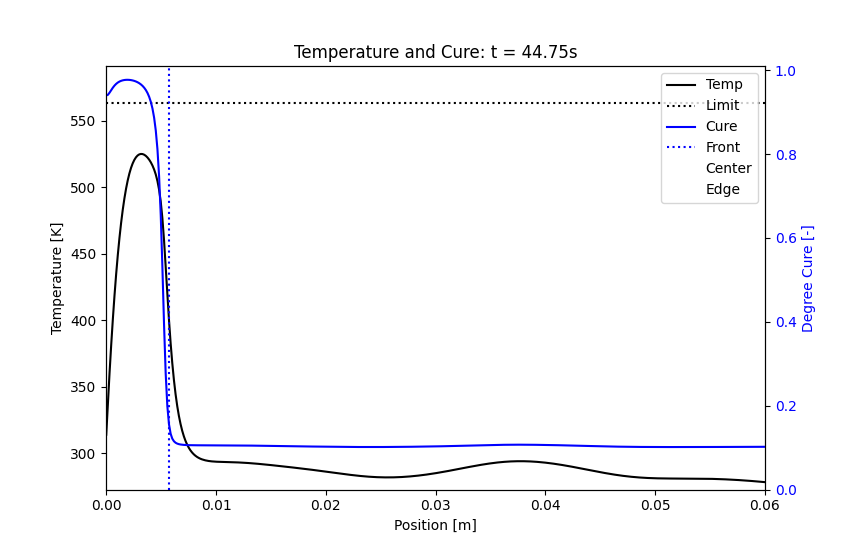 Temperature and Cure: t = 44.75s
Temp
Limit
Cure
Front
Center
Edge
Temperature [K]
550
500
450
400
350
300
1.0
0.8
0.6
0.4
0.2
0.0
Degree Cure [-]
0.00 0.01 0.02 0.03 0.04 0.05 0.06
Position [m]